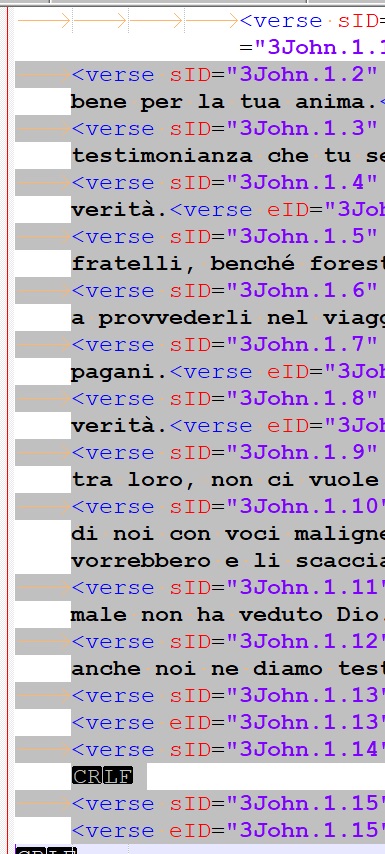 <verse sID=
="3John.1.1
<verse sID="3John.1.2"
bene per la tua anima.<
<verse sID="3John.1.3"
testimonianza che tu se
<verse sID="3John.1.4"
verità.<verse eID="3Joh
<verse sID="3John.1.5"
fratelli, benché forest
<verse sID="3John.1.6"
a provvederli nel viagg
<verse sID="3John.1.7"
pagani.<verse eID="3Joh
<verse sID="3John.1.8"
verità.<verse eID="3Joh
<verse sID="3John.1.9"
tra loro, non ci vuole
<verse sID="3John.1.10"
di noi con voci maligne
vorrebbero e li scaccia
<verse sID="3John.1.11"
male non ha veduto Dio.
<verse sID="3John.1.12"
anche noi ne diamo test
<verse sID="3John.1.13"
<verse eID="3John.1.13"
<verse sID="3John.1.14"
CRLF
<verse sID="3John.1.15"
<verse eID="3John.1.15"
CRLF